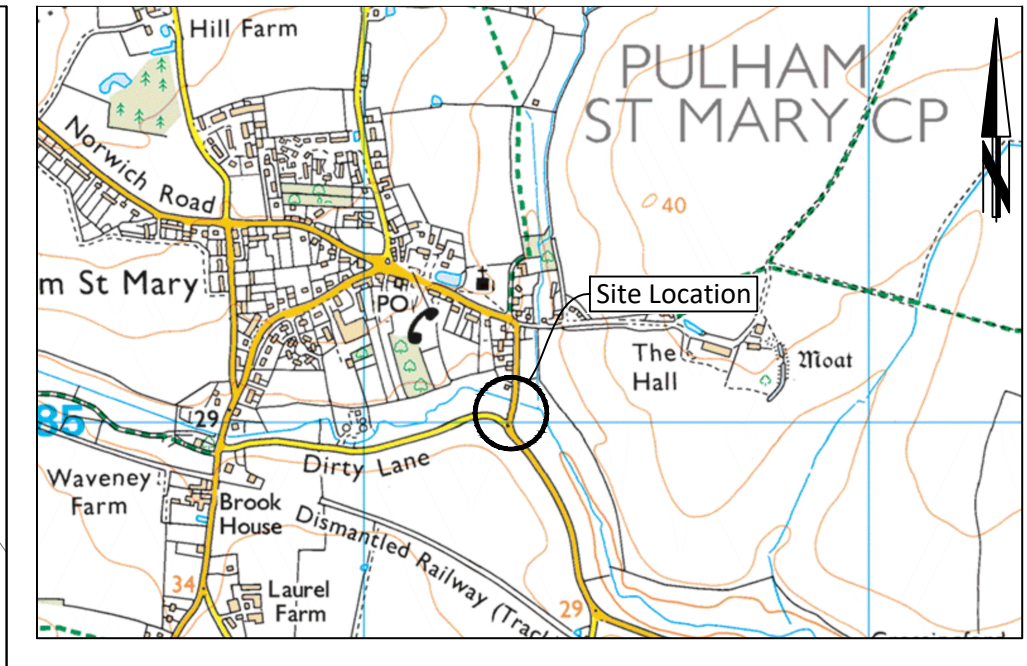 Hill Farm
PULHAM
ST MARY CP
Norwich Road
40
m St Mary
PO
Site Location
The
Hall
Moat
29
85
Dirty Lane
Waveney
Farm
Brook
House
Dismantled Railway (Track
34
Laurel
Farm
29
N